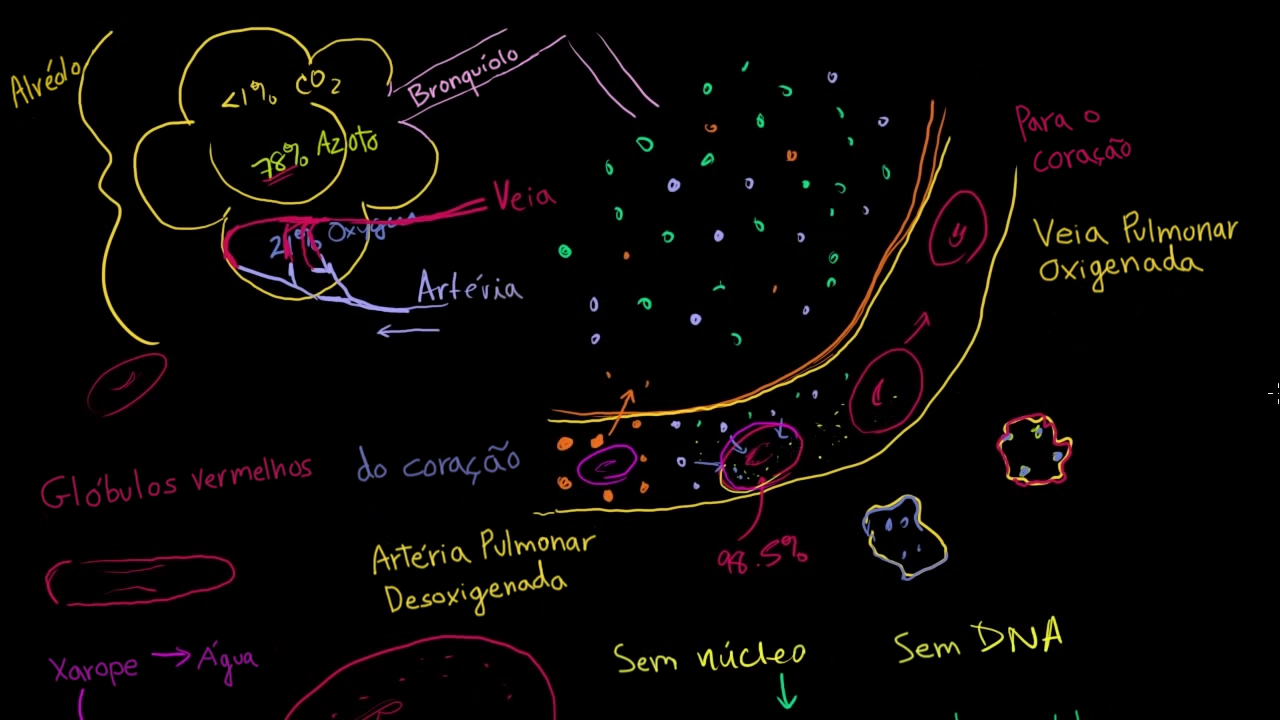 Alvéolo
<1% CO2
78% Azoto
21% Oxygen
Bronquíolo
Veia
Artéria
Para o
coração
Veia Pulmonar
Oxigenada
Glóbulos vermelhos
do coração
98.5%
Artéria Pulmonar
Desoxigenada
Xarope → Água
Sem núcleo
Sem DNA